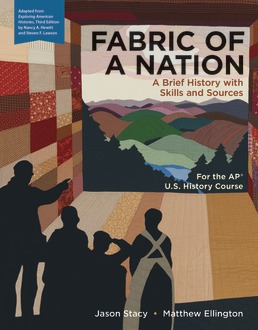 Adapted from
Exploring American
Histories, Third Edition
by Nancy A. Hewitt
and Steven F. Lawson
FABRIC OF
A NATION
A Brief History with
Skills and Sources
For the AP®
U.S. History Course
Jason Stacy • Matthew Ellington